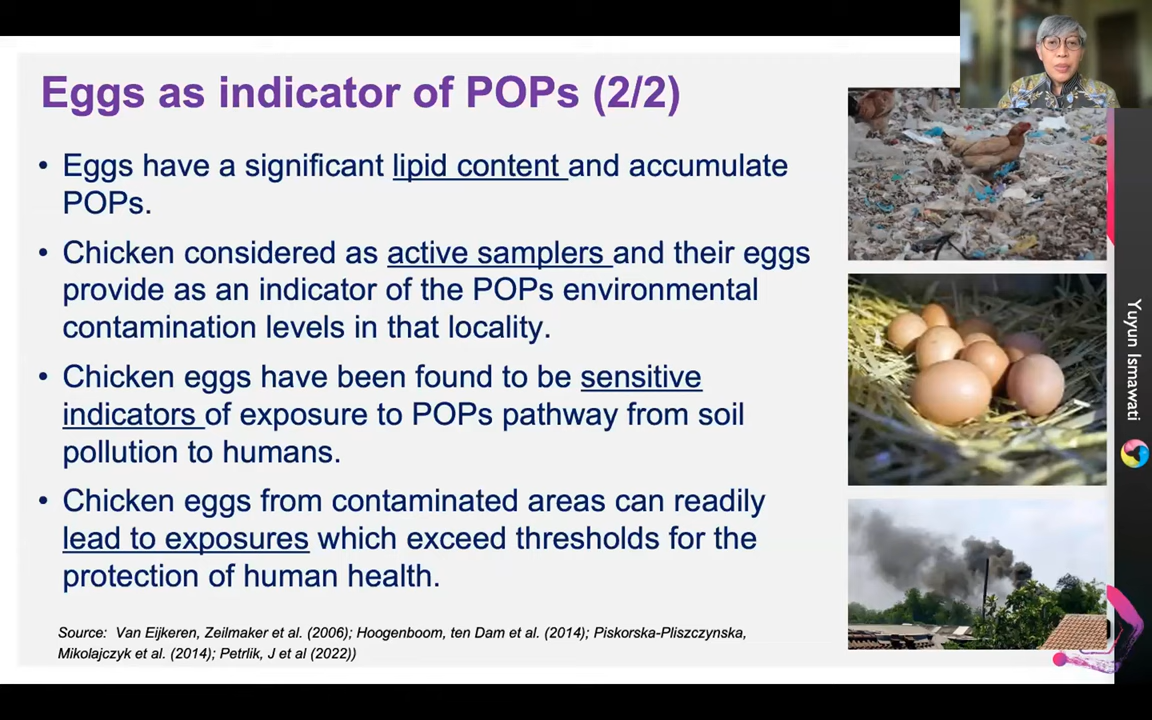 Eggs as indicator of POPs (2/2)
• Eggs have a significant lipid content and accumulate
POPs.
• Chicken considered as active samplers and their eggs
provide as an indicator of the POPs environmental
contamination levels in that locality.
• Chicken eggs have been found to be sensitive
indicators of exposure to POPs pathway from soil
pollution to humans.
• Chicken eggs from contaminated areas can readily
lead to exposures which exceed thresholds for the
protection of human health.
Source: Van Eijkeren, Zeilmaker et al. (2006); Hoogenboom, ten Dam et al. (2014); Piskorska-Pliszczynska,
Mikolajczyk et al. (2014); Petrlik, J et al (2022))
Yuyun Ismawati